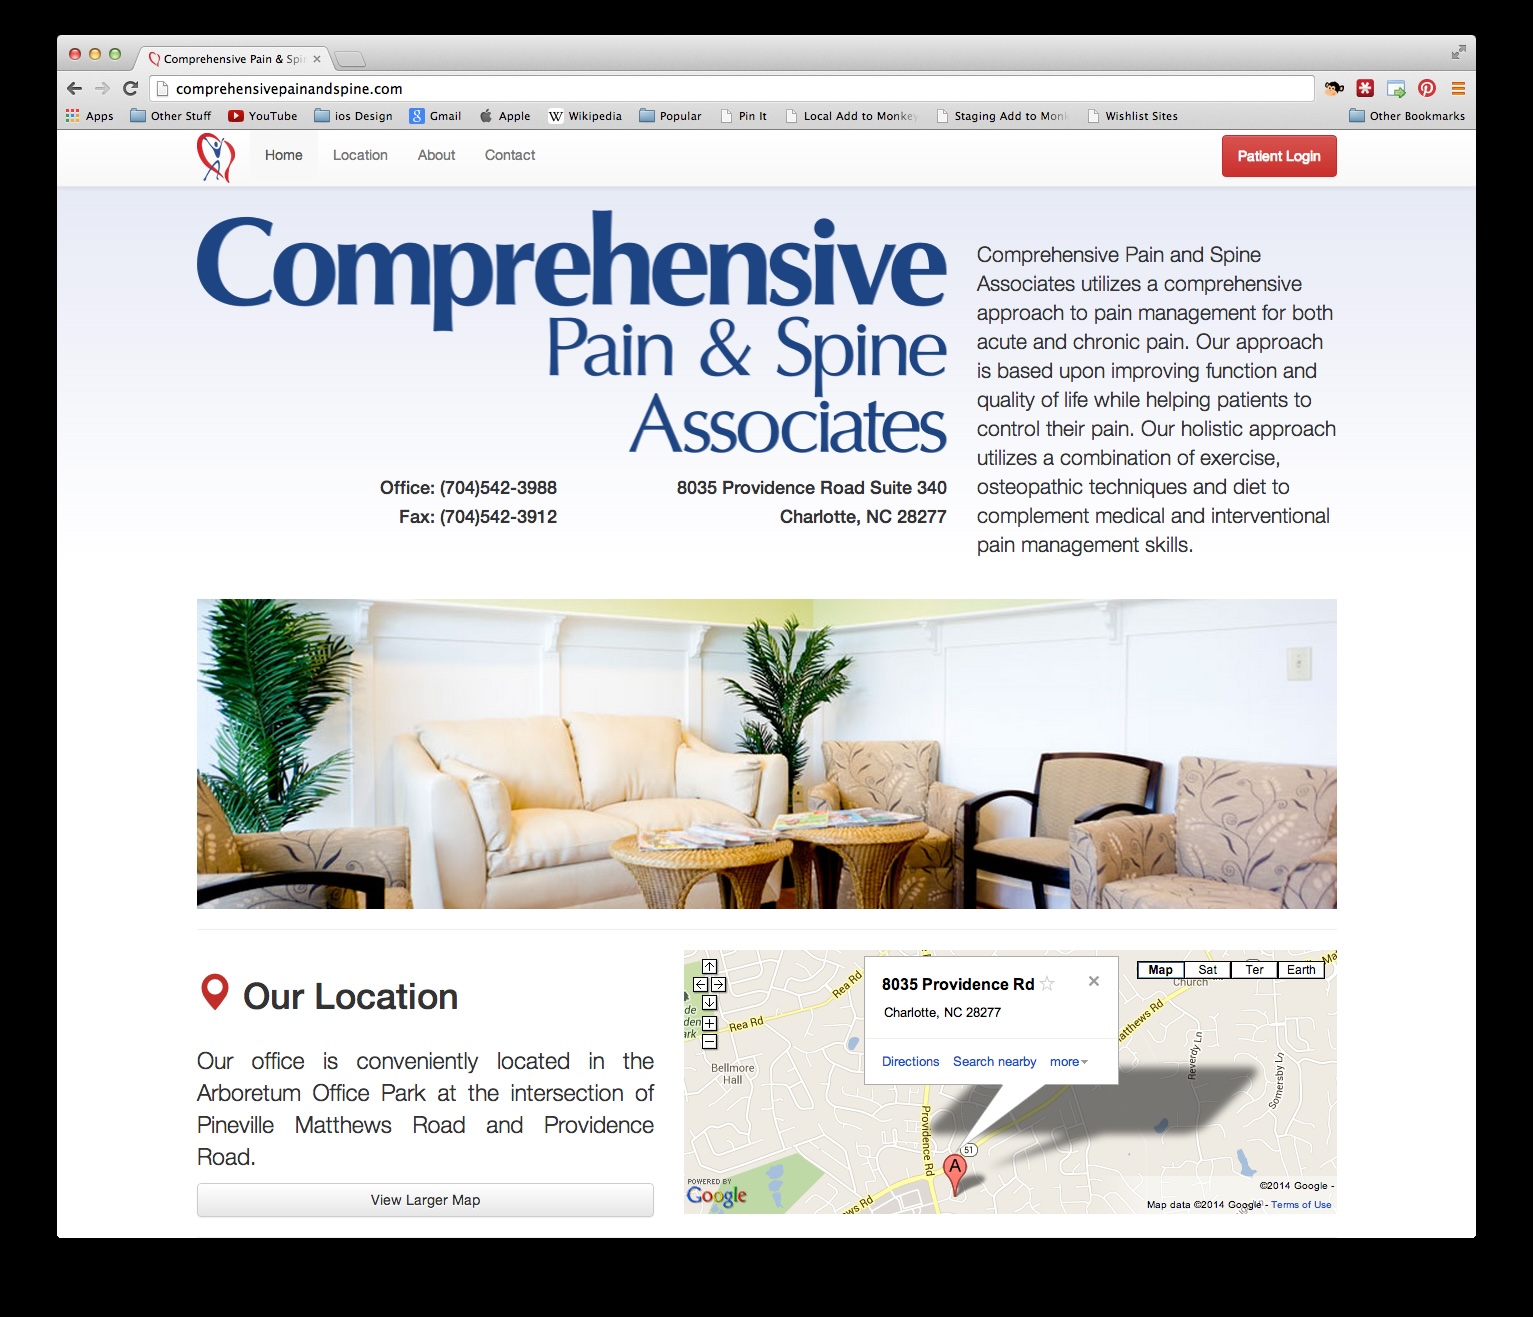 Comprehensive Pain & Spi
comprehensivepainandspine.com
Apps Other Stuff YouTube ios Design Gmail Apple Wikipedia Popular Pin It Local Add to Monkey Staging Add to Monk Wishlist Sites Other Bookmarks
Home Location About Contact Patient Login
Comprehensive
Pain & Spine
Associates
Office: (704)542-3988
Fax: (704)542-3912
8035 Providence Road Suite 340
Charlotte, NC 28277
Comprehensive Pain and Spine
Associates utilizes a comprehensive
approach to pain management for both
acute and chronic pain. Our approach
is based upon improving function and
quality of life while helping patients to
control their pain. Our holistic approach
utilizes a combination of exercise,
osteopathic techniques and diet to
complement medical and interventional
pain management skills.
Our Location
Our office is conveniently located in the
Arboretum Office Park at the intersection of
Pineville Matthews Road and Providence
Road.
View Larger Map
8035 Providence Rd
Charlotte, NC 28277
Directions Search nearby more
Map Sat Ter Earth
Church
Rea Rd
Rea Rd
Bellmore
Hall
atthews Rd
Reverdy Ln
Somersby Ln
Providence Rd
51
A
ws Rd
POWERED BY
Google
©2014 Google -
Map data ©2014 Google - Terms of Use